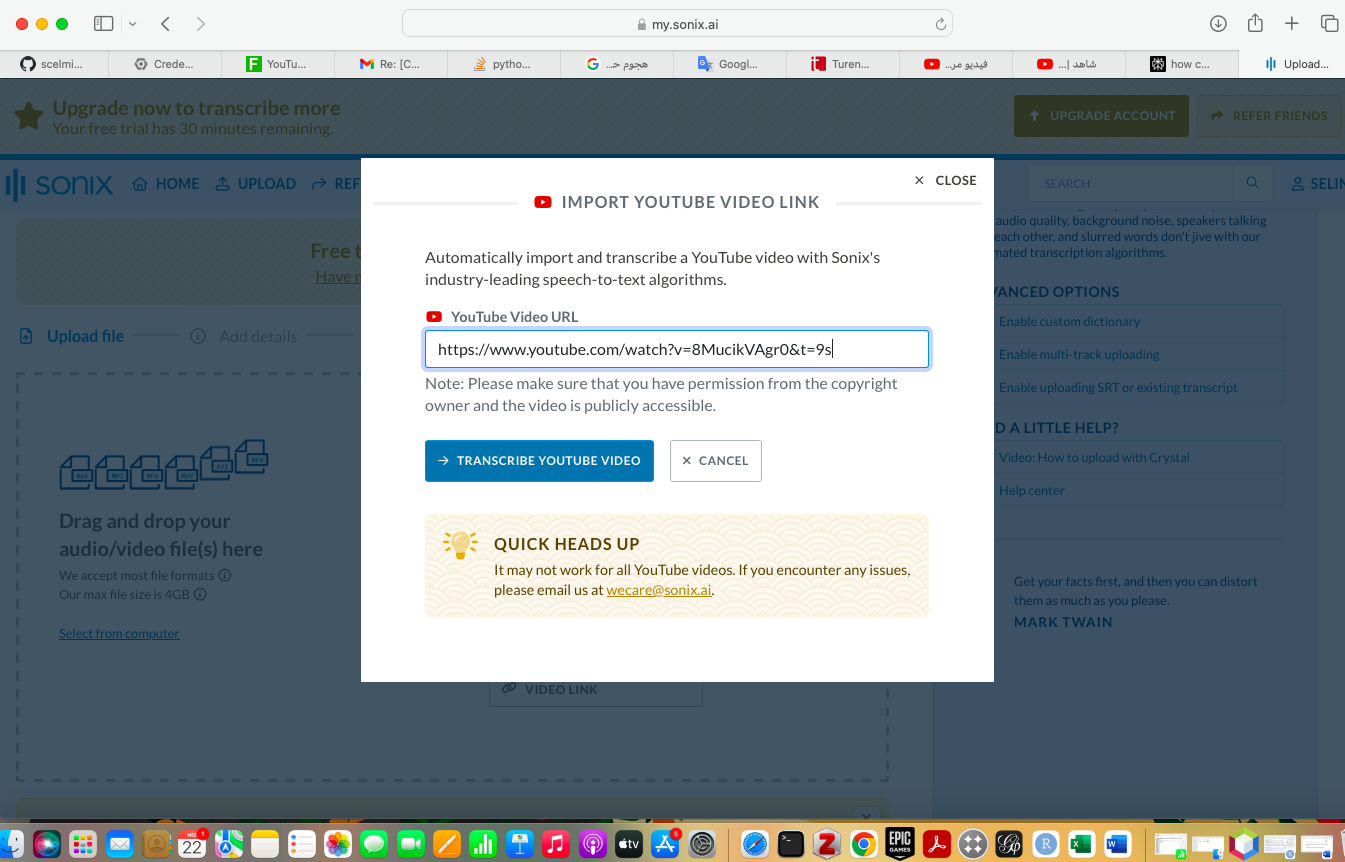 my.sonix.ai
scelmi...
Crede...
YouTu...
Re: [C...
pytho...
هجوم ح...
Googl...
Turen...
فيديو مر...
شاهد |...
how c...
Upload...
Upgrade now to transcribe more
Your free trial has 30 minutes remaining.
UPGRADE ACCOUNT
REFER FRIENDS
SONIX
HOME
UPLOAD
REF
SEARCH
SELIN
CLOSE
IMPORT YOUTUBE VIDEO LINK
Automatically import and transcribe a YouTube video with Sonix's
industry-leading speech-to-text algorithms.
YouTube Video URL
https://www.youtube.com/watch?v=8MucikVAgr0&t=9s
Note: Please make sure that you have permission from the copyright
owner and the video is publicly accessible.
TRANSCRIBE YOUTUBE VIDEO
CANCEL
QUICK HEADS UP
It may not work for all YouTube videos. If you encounter any issues,
please email us at wecare@sonix.ai.
Free t
Have m
Upload file
Add details
WAV
MP3
MP4
MOV
AVI
MP4
Drag and drop your
audio/video file(s) here
We accept most file formats
Our max file size is 4GB
Select from computer
VIDEO LINK
audio quality, background noise, speakers talking
each other, and slurred words don't jive with our
mated transcription algorithms.
VANCED OPTIONS
Enable custom dictionary
Enable multi-track uploading
Enable uploading SRT or existing transcript
D A LITTLE HELP?
Video: How to upload with Crystal
Help center
Get your facts first, and then you can distort
them as much as you please.
MARK TWAIN
NİS
1
22
tv
5
EPIC
GAMES